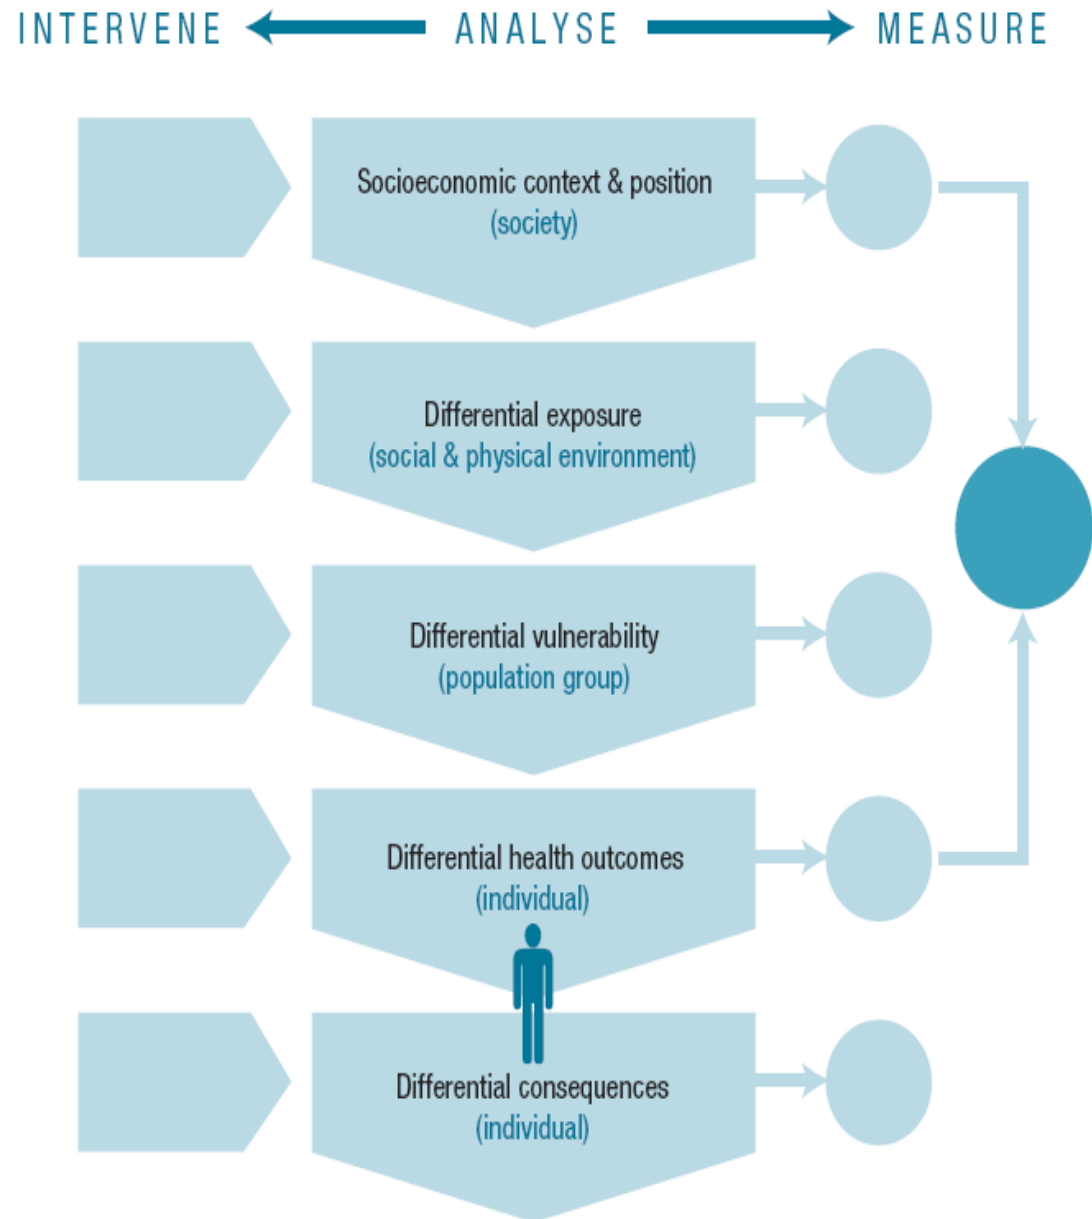 INTERVENE ANALYSE MEASURE
Socioeconomic context & position
(society)
Differential exposure
(social & physical environment)
Differential vulnerability
(population group)
Differential health outcomes
(individual)
Differential consequences
(individual)